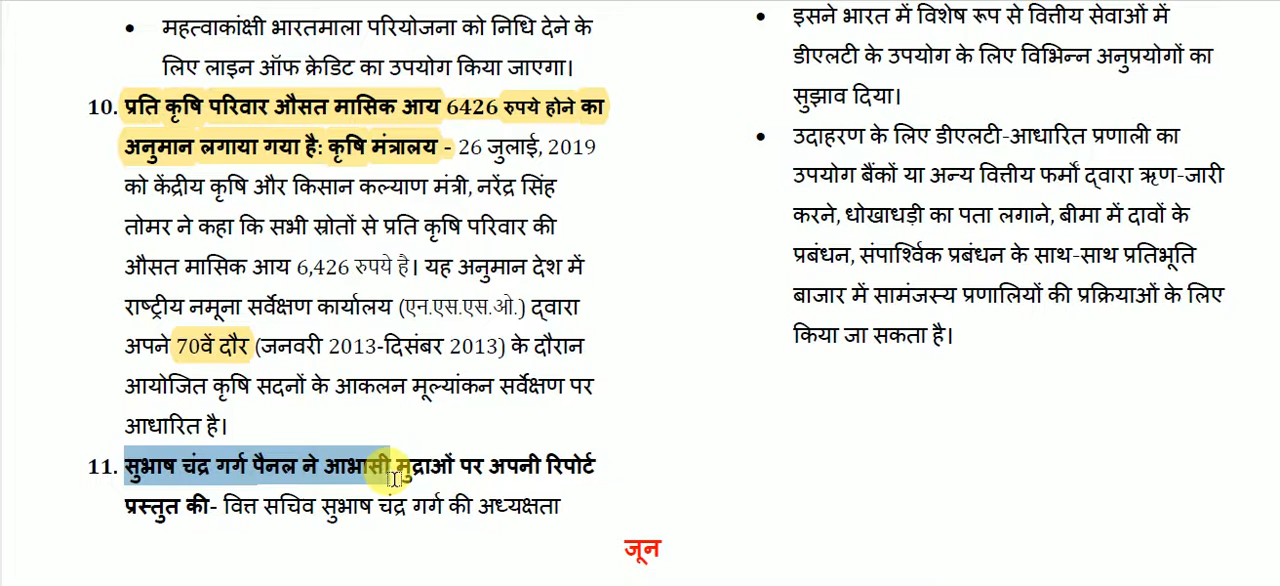 • महत्वाकांक्षी भारतमाला परियोजना को निधि देने के
लिए लाइन ऑफ क्रेडिट का उपयोग किया जाएगा।
10. प्रति कृषि परिवार औसत मासिक आय 6426 रुपये होने का
अनुमान लगाया गया है: कृषि मंत्रालय - 26 जुलाई, 2019
को केंद्रीय कृषि और किसान कल्याण मंत्री, नरेंद्र सिंह
तोमर ने कहा कि सभी स्रोतों से प्रति कृषि परिवार की
औसत मासिक आय 6,426 रुपये है। यह अनुमान देश में
राष्ट्रीय नमूना सर्वेक्षण कार्यालय (एन.एस.एस.ओ.) द्वारा
अपने 70वें दौर (जनवरी 2013-दिसंबर 2013) के दौरान
आयोजित कृषि सदनों के आकलन मूल्यांकन सर्वेक्षण पर
आधारित है।
11. सुभाष चंद्र गर्ग पैनल ने आभासी मुद्राओं पर अपनी रिपोर्ट
प्रस्तुत की- वित्त सचिव सुभाष चंद्र गर्ग की अध्यक्षता
• इसने भारत में विशेष रूप से वित्तीय सेवाओं में
डीएलटी के उपयोग के लिए विभिन्न अनुप्रयोगों का
सुझाव दिया।
• उदाहरण के लिए डीएलटी-आधारित प्रणाली का
उपयोग बैंकों या अन्य वित्तीय फर्मों द्वारा ऋण-जारी
करने, धोखाधड़ी का पता लगाने, बीमा में दावों के
प्रबंधन, संपार्श्विक प्रबंधन के साथ-साथ प्रतिभूति
बाजार में सामंजस्य प्रणालियों की प्रक्रियाओं के लिए
किया जा सकता है।
जून